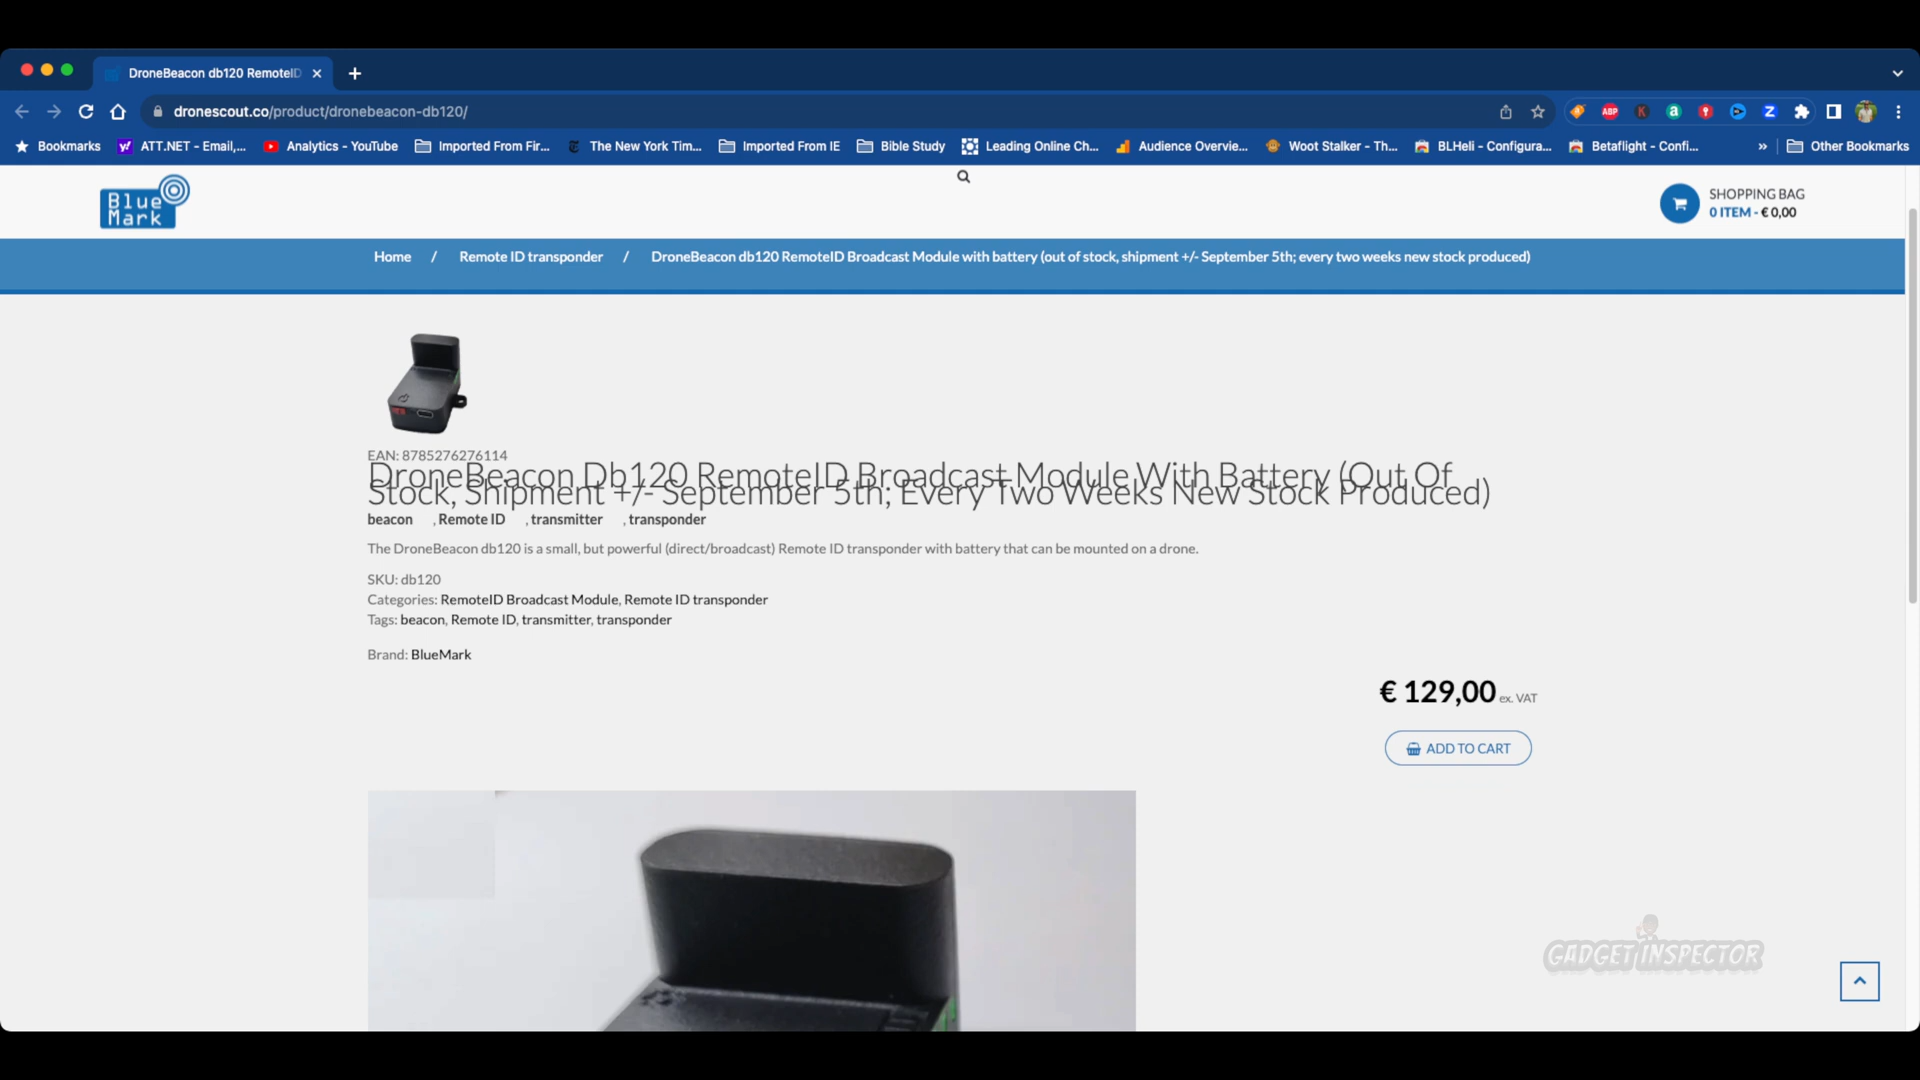 DroneBeacon db120 RemoteID
dronescout.co/product/dronebeacon-db120/
Bookmarks
ATT.NET - Email,...
Analytics - YouTube
Imported From Fir...
The New York Tim...
Imported From IE
Bible Study
Leading Online Ch...
Audience Overvie...
Woot Stalker - Th...
BLHeli - Configura...
Betaflight - Confi...
»
Other Bookmarks
Blue
Mark
SHOPPING BAG
0 ITEM - € 0,00
Home / Remote ID transponder / DroneBeacon db120 RemoteID Broadcast Module with battery (out of stock, shipment +/- September 5th; every two weeks new stock produced)
EAN: 8785276276114
DroneBeacon Db120 RemoteID Broadcast Module With Battery (Out Of
Stock, Shipment +/- September 5th; Every Two Weeks New Stock Produced)
beacon , Remote ID , transmitter , transponder
The DroneBeacon db120 is a small, but powerful (direct/broadcast) Remote ID transponder with battery that can be mounted on a drone.
SKU: db120
Categories: RemoteID Broadcast Module, Remote ID transponder
Tags: beacon, Remote ID, transmitter, transponder
Brand: BlueMark
€ 129,00 ex. VAT
ADD TO CART
GADGET INSPECTOR